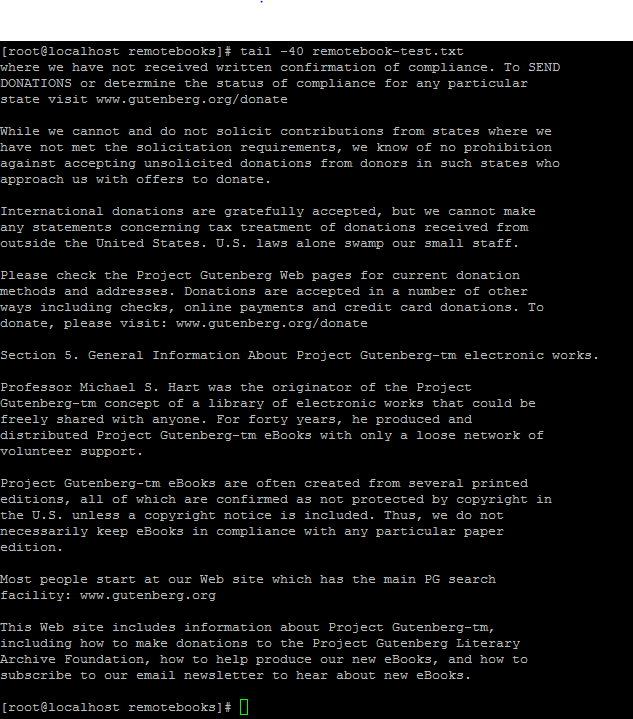 [root@localhost remotebooks]# tail -40 remotebook-test.txt
where we have not received written confirmation of compliance. To SEND
DONATIONS or determine the status of compliance for any particular
state visit www.gutenberg.org/donate
While we cannot and do not solicit contributions from states where we
have not met the solicitation requirements, we know of no prohibition
against accepting unsolicited donations from donors in such states who
approach us with offers to donate.
International donations are gratefully accepted, but we cannot make
any statements concerning tax treatment of donations received from
outside the United States. U.S. laws alone swamp our small staff.
Please check the Project Gutenberg Web pages for current donation
methods and addresses. Donations are accepted in a number of other
ways including checks, online payments and credit card donations. To
donate, please visit: www.gutenberg.org/donate
Section 5. General Information About Project Gutenberg-tm electronic works.
Professor Michael S. Hart was the originator of the Project
Gutenberg-tm concept of a library of electronic works that could be
freely shared with anyone. For forty years, he produced and
distributed Project Gutenberg-tm eBooks with only a loose network of
volunteer support.
Project Gutenberg-tm eBooks are often created from several printed
editions, all of which are confirmed as not protected by copyright in
the U.S. unless a copyright notice is included. Thus, we do not
necessarily keep eBooks in compliance with any particular paper
edition.
Most people start at our Web site which has the main PG search
facility: www.gutenberg.org
This Web site includes information about Project Gutenberg-tm,
including how to make donations to the Project Gutenberg Literary
Archive Foundation, how to help produce our new eBooks, and how to
subscribe to our email newsletter to hear about new eBooks.
[root@localhost remotebooks]#